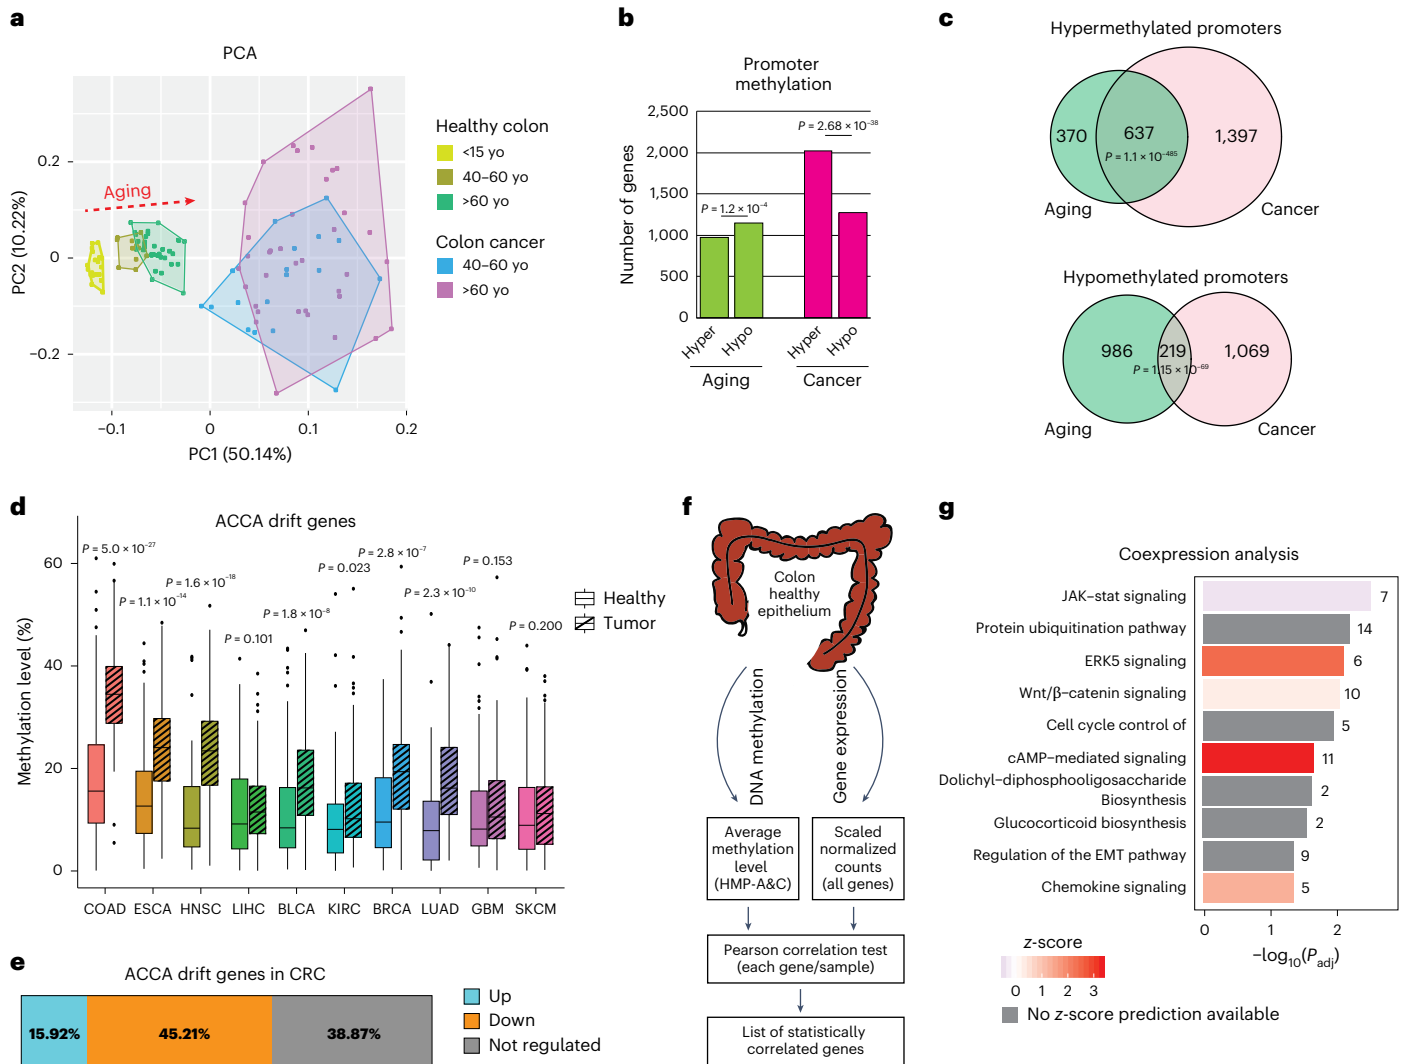 a
PCA
PC2 (10.22%)
0.2
0
−0.2
Aging
−0.1
0
0.1
0.2
PC1 (50.14%)
Healthy colon
<15 yo
40–60 yo
>60 yo
Colon cancer
40–60 yo
>60 yo
b
Promoter
methylation
Number of genes
2,500
2,000
1,500
1,000
500
0
P = 1.2 × 10⁻⁴
P = 2.68 × 10⁻³⁸
Hyper
Hypo
Hyper
Hypo
Aging
Cancer
c
Hypermethylated promoters
370
637
1,397
P = 1.1 × 10⁻⁴⁸⁵
Aging
Cancer
Hypomethylated promoters
986
219
1,069
P = 1.15 × 10⁻⁶⁹
Aging
Cancer
d
ACCA drift genes
Methylation level (%)
60
40
20
0
P = 5.0 × 10⁻²⁷
P = 1.1 × 10⁻¹⁴
P = 1.6 × 10⁻¹⁸
P = 0.101
P = 1.8 × 10⁻⁸
P = 0.023
P = 2.8 × 10⁻⁷
P = 2.3 × 10⁻¹⁰
P = 0.153
P = 0.200
Healthy
Tumor
COAD
ESCA
HNSC
LIHC
BLCA
KIRC
BRCA
LUAD
GBM
SKCM
e
ACCA drift genes in CRC
15.92%
45.21%
38.87%
Up
Down
Not regulated
f
Colon
healthy
epithelium
DNA methylation
Gene expression
Average
methylation
level
(HMP-A&C)
Scaled
normalized
counts
(all genes)
Pearson correlation test
(each gene/sample)
List of statistically
correlated genes
g
Coexpression analysis
JAK–stat signaling
7
Protein ubiquitination pathway
14
ERK5 signaling
6
Wnt/β–catenin signaling
10
Cell cycle control of
5
cAMP–mediated signaling
11
Dolichyl–diphosphooligosaccharide
Biosynthesis
2
Glucocorticoid biosynthesis
2
Regulation of the EMT pathway
9
Chemokine signaling
5
0
1
2
−log₁₀(Padj)
z-score
0
1
2
3
No z-score prediction available